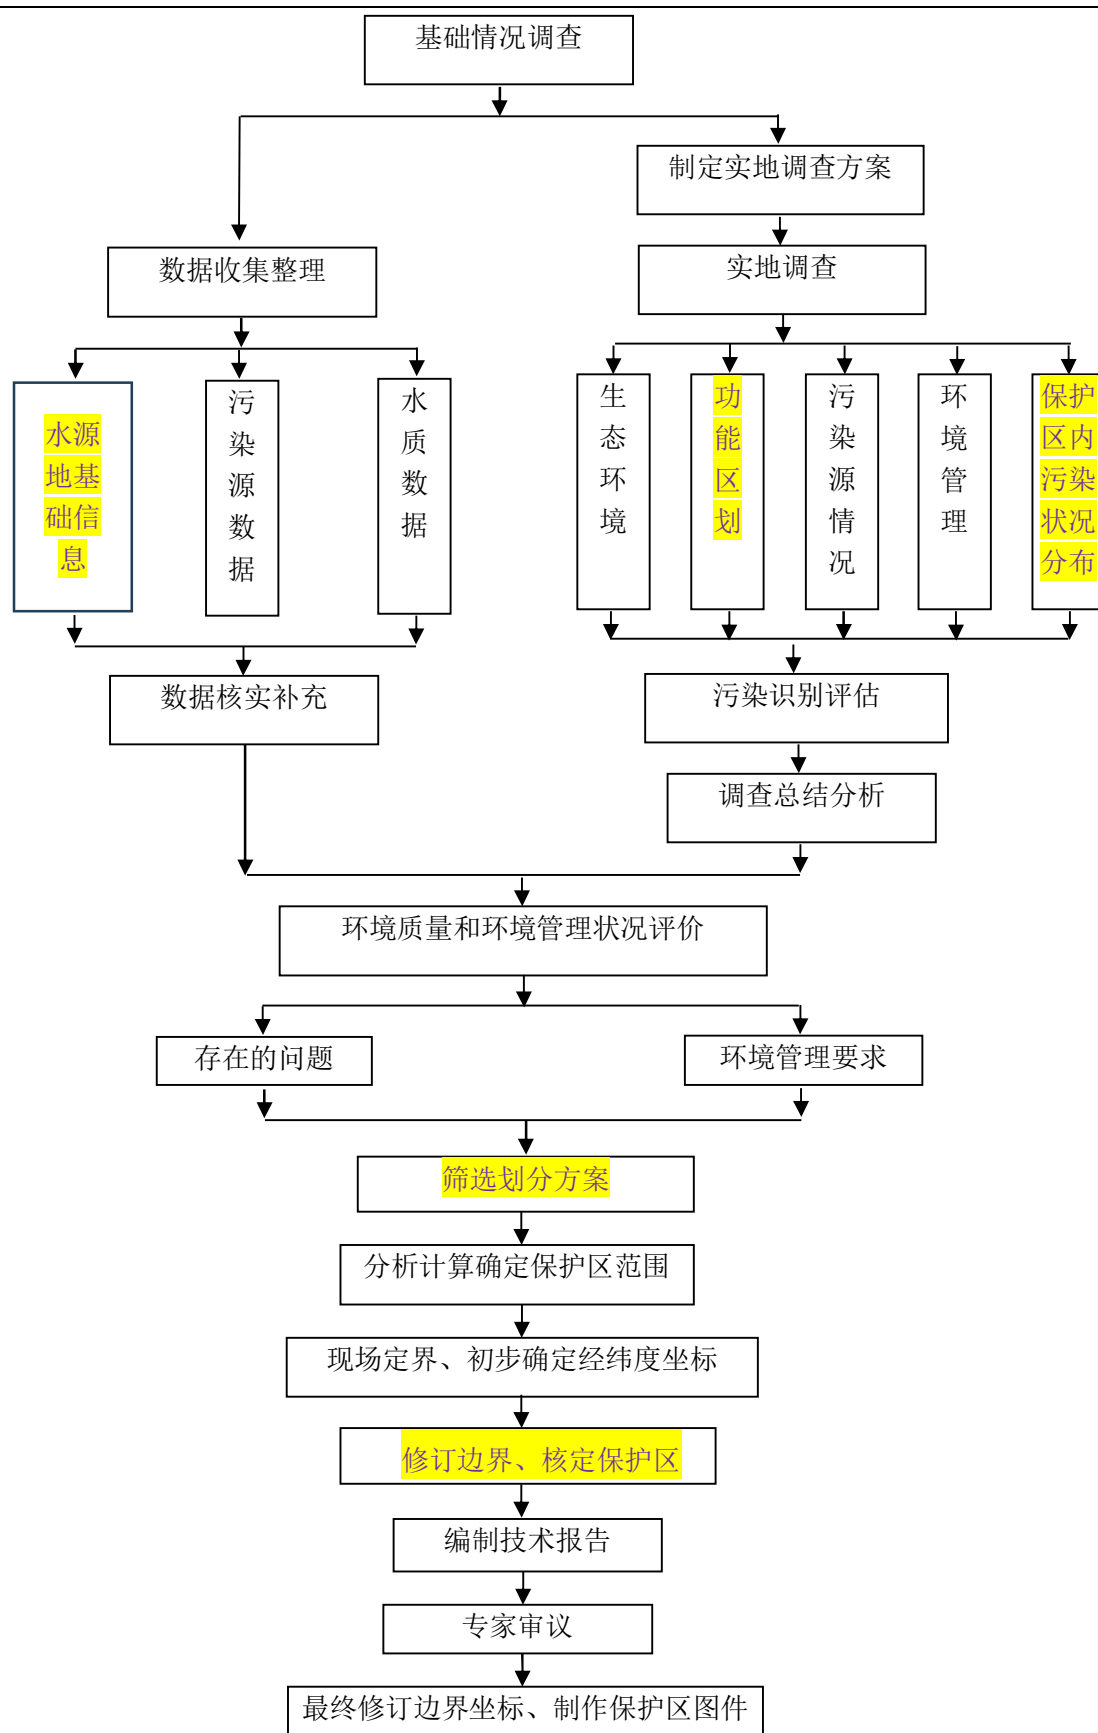 基础情况调查
制定实地调查方案
数据收集整理
实地调查
水源
地基
础信
息
污
染
源
数
据
水
质
数
据
生
态
环
境
功
能
区
划
污
染
源
情
况
环
境
管
理
保护
区内
污染
状况
分布
数据核实补充
污染识别评估
调查总结分析
环境质量和环境管理状况评价
存在的问题
环境管理要求
筛选划分方案
分析计算确定保护区范围
现场定界、初步确定经纬度坐标
修订边界、核定保护区
编制技术报告
专家审议
最终修订边界坐标、制作保护区图件